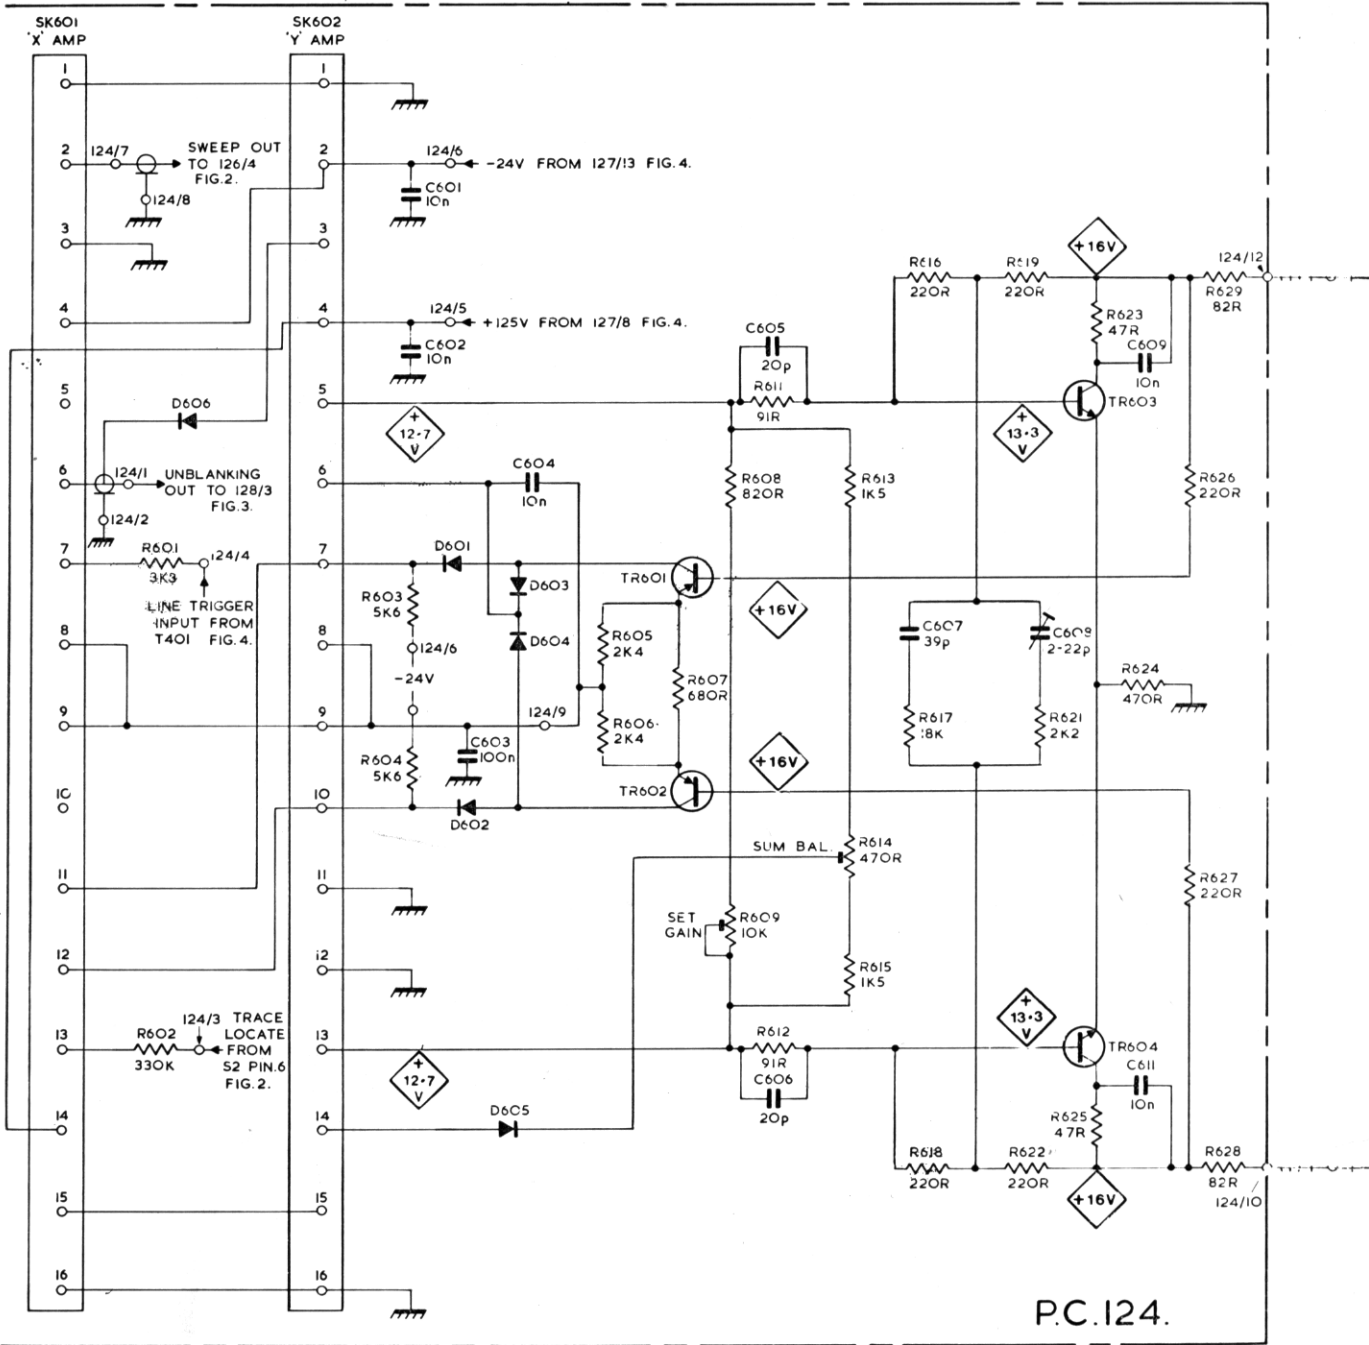 SK601
'X' AMP
SK602
'Y' AMP
1
1
2
124/7
SWEEP OUT
TO 126/4
FIG.2.
124/8
2
124/6
-24V FROM 127/13 FIG.4.
C601
10n
3
3
+16V
124/12
R616
220R
R619
220R
R629
82R
4
4
124/5
+125V FROM 127/8 FIG.4.
C602
10n
R623
47R
C609
10n
C605
20p
R611
91R
5
5
D606
+
12·7
V
TR603
+
13·3
V
6
124/1
UNBLANKING
OUT TO 128/3
FIG.3.
124/2
6
C604
10n
R608
820R
R613
1K5
R626
220R
7
R601
3K3
124/4
7
D601
TR601
+16V
LINE TRIGGER
INPUT FROM
T401 FIG.4.
R603
5K6
D603
D604
8
8
124/6
-24V
R605
2K4
R607
680R
C607
39p
C608
2-22p
R624
470R
9
9
124/9
R606
2K4
R617
18K
R621
2K2
C603
100n
R604
5K6
+16V
10
10
D602
TR602
SUM BAL.
R614
470R
11
11
R627
220R
SET
GAIN
R609
10K
12
12
R615
1K5
13
R602
330K
124/3
TRACE
LOCATE
FROM
S2 PIN.6
FIG.2.
13
+
12·7
V
R612
91R
C606
20p
+
13·3
V
TR604
C611
10n
14
14
D605
R625
47R
R618
220R
R622
220R
+16V
R628
82R
124/10
15
15
16
16
P.C.124.